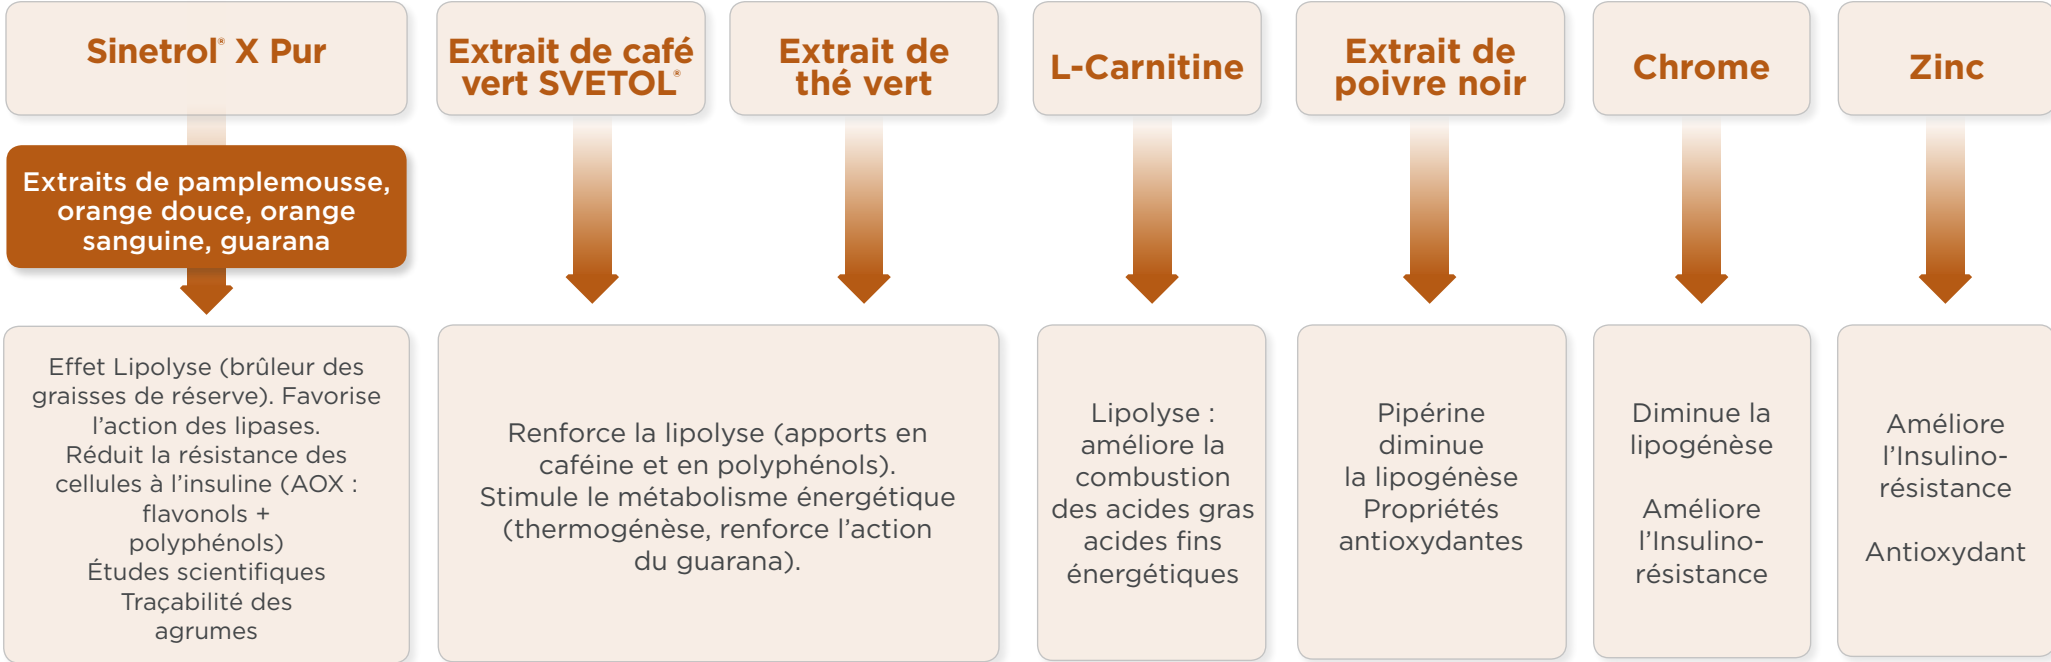 Sinetrol® X Pur
Extraits de pamplemousse,
orange douce, orange
sanguine, guarana
Effet Lipolyse (brûleur des
graisses de réserve). Favorise
l’action des lipases.
Réduit la résistance des
cellules à l’insuline (AOX :
flavonols +
polyphénols)
Études scientifiques
Traçabilité des
agrumes
Extrait de café
vert SVETOL®
Extrait de
thé vert
Renforce la lipolyse (apports en
caféine et en polyphénols).
Stimule le métabolisme énergétique
(thermogénèse, renforce l’action
du guarana).
L-Carnitine
Lipolyse :
améliore la
combustion
des acides gras
acides fins
énergétiques
Extrait de
poivre noir
Pipérine
diminue
la lipogénèse
Propriétés
antioxydantes
Chrome
Diminue la
lipogénèse
Améliore
l’Insulino-
résistance
Zinc
Améliore
l’Insulino-
résistance
Antioxydant